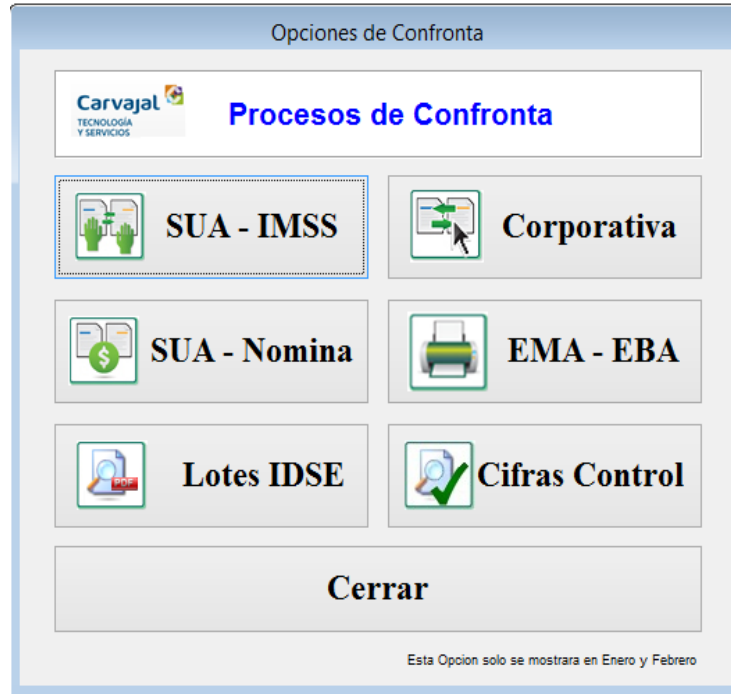 Opciones de Confronta
Carvajal
TECNOLOGÍA
Y SERVICIOS
Procesos de Confronta
SUA - IMSS
Corporativa
SUA - Nomina
EMA - EBA
PDF
Lotes IDSE
Cifras Control
Cerrar
Esta Opcion solo se mostrara en Enero y Febrero